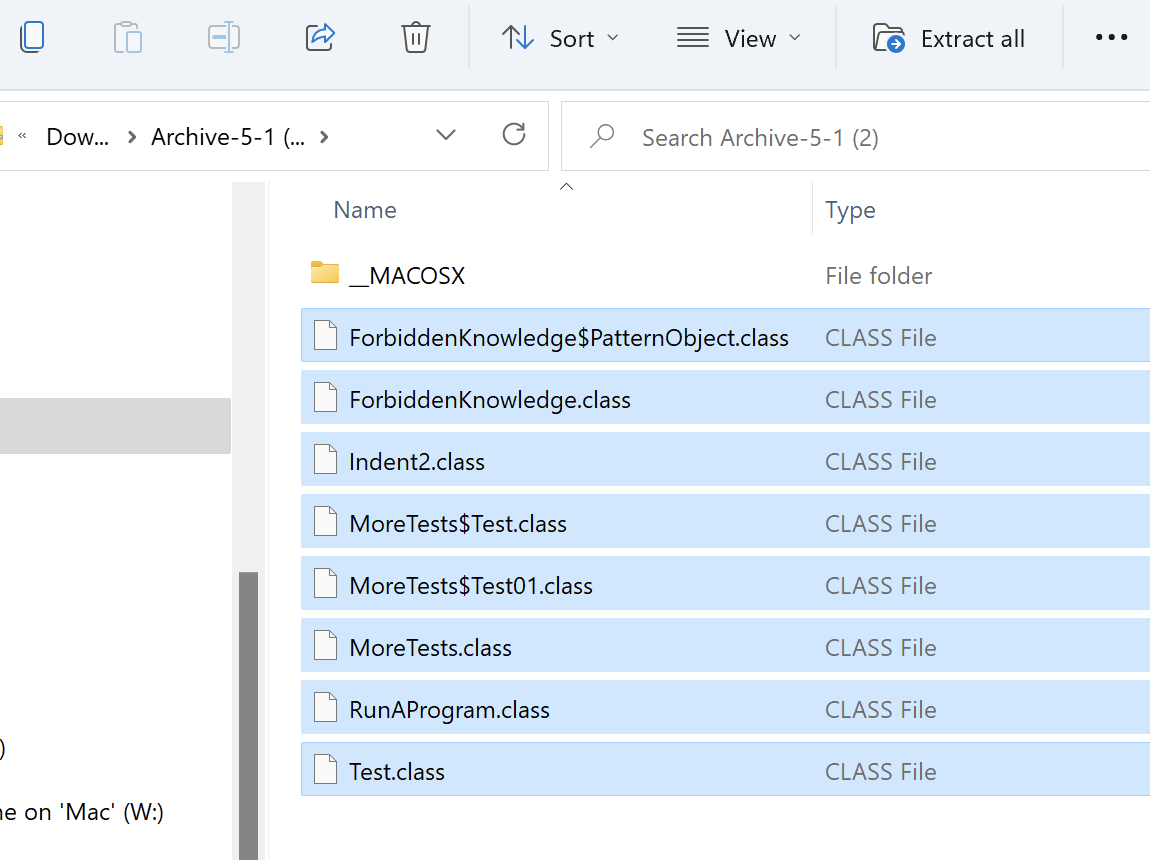 Sort View Extract all
« Dow... Archive-5-1 (... Search Archive-5-1 (2)
Name Type
__MACOSX File folder
ForbiddenKnowledge$PatternObject.class CLASS File
ForbiddenKnowledge.class CLASS File
Indent2.class CLASS File
MoreTests$Test.class CLASS File
MoreTests$Test01.class CLASS File
MoreTests.class CLASS File
RunAProgram.class CLASS File
)
Test.class CLASS File
ne on 'Mac' (W:)